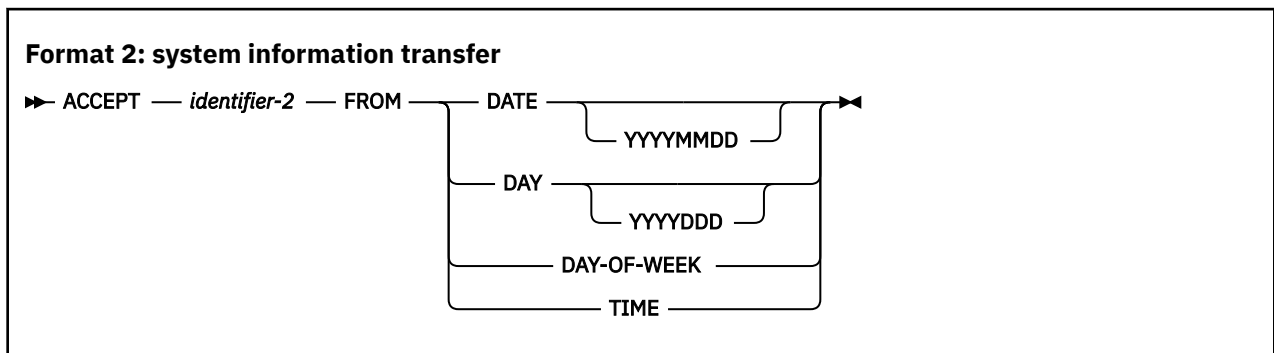 Format 2: system information transfer
ACCEPT identifier-2 FROM DATE
YYYYMMDD
DAY
YYYYDDD
DAY-OF-WEEK
TIME